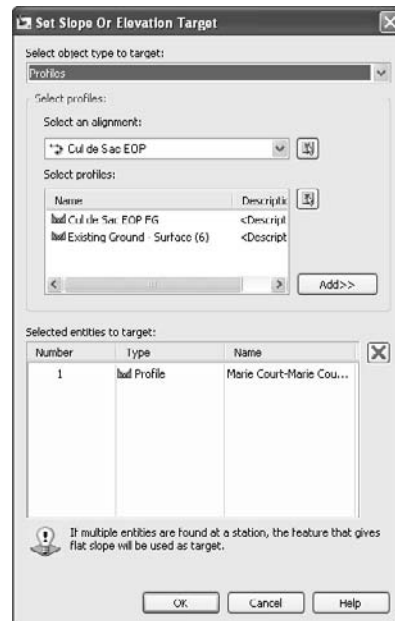 Set Slope Or Elevation Target
Select object type to target:
Profiles
Select profiles:
Select an alignment:
Cul de Sac EOP
Select profiles:
Name Descriptic
Cul de Sac EOP FG <Descript
Existing Ground - Surface (6) <Descript
Add>>
Selected entities to target:
Number Type Name
1 Profile Marie Court-Marie Cou...
If multiple entities are found at a station, the feature that gives
flat slope will be used as target.
OK Cancel Help